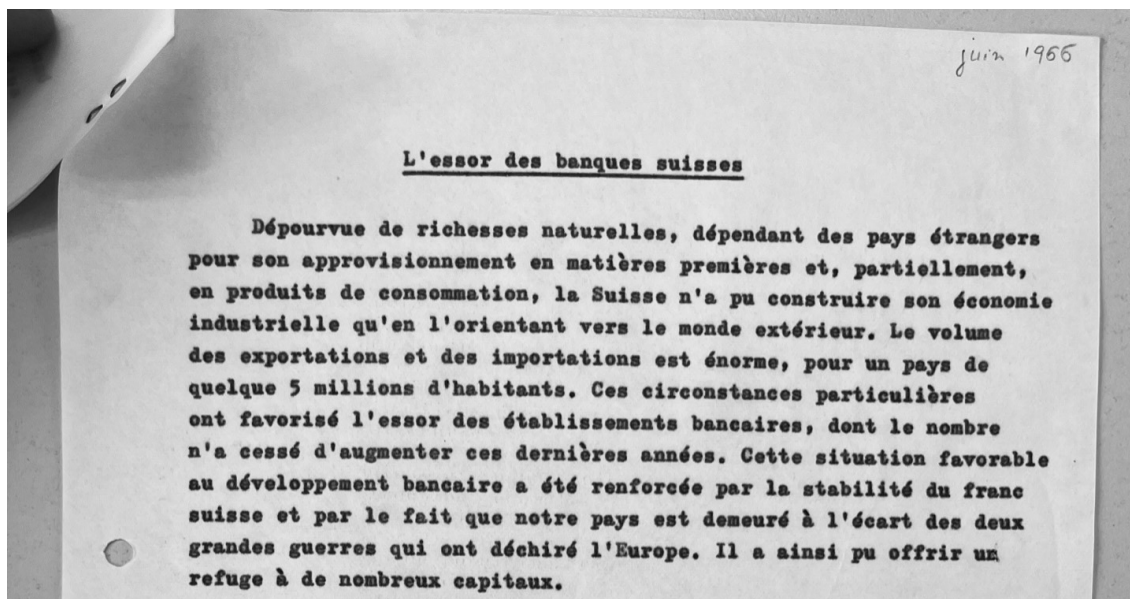 juin 1966
L'essor des banques suisses
Dépourvue de richesses naturelles, dépendant des pays étrangers
pour son approvisionnement en matières premières et, partiellement,
en produits de consommation, la Suisse n'a pu construire son économie
industrielle qu'en l'orientant vers le monde extérieur. Le volume
des exportations et des importations est énorme, pour un pays de
quelque 5 millions d'habitants. Ces circonstances particulières
ont favorisé l'essor des établissements bancaires, dont le nombre
n'a cessé d'augmenter ces dernières années. Cette situation favorable
au développement bancaire a été renforcée par la stabilité du franc
suisse et par le fait que notre pays est demeuré à l'écart des deux
grandes guerres qui ont déchiré l'Europe. Il a ainsi pu offrir un
refuge à de nombreux capitaux.